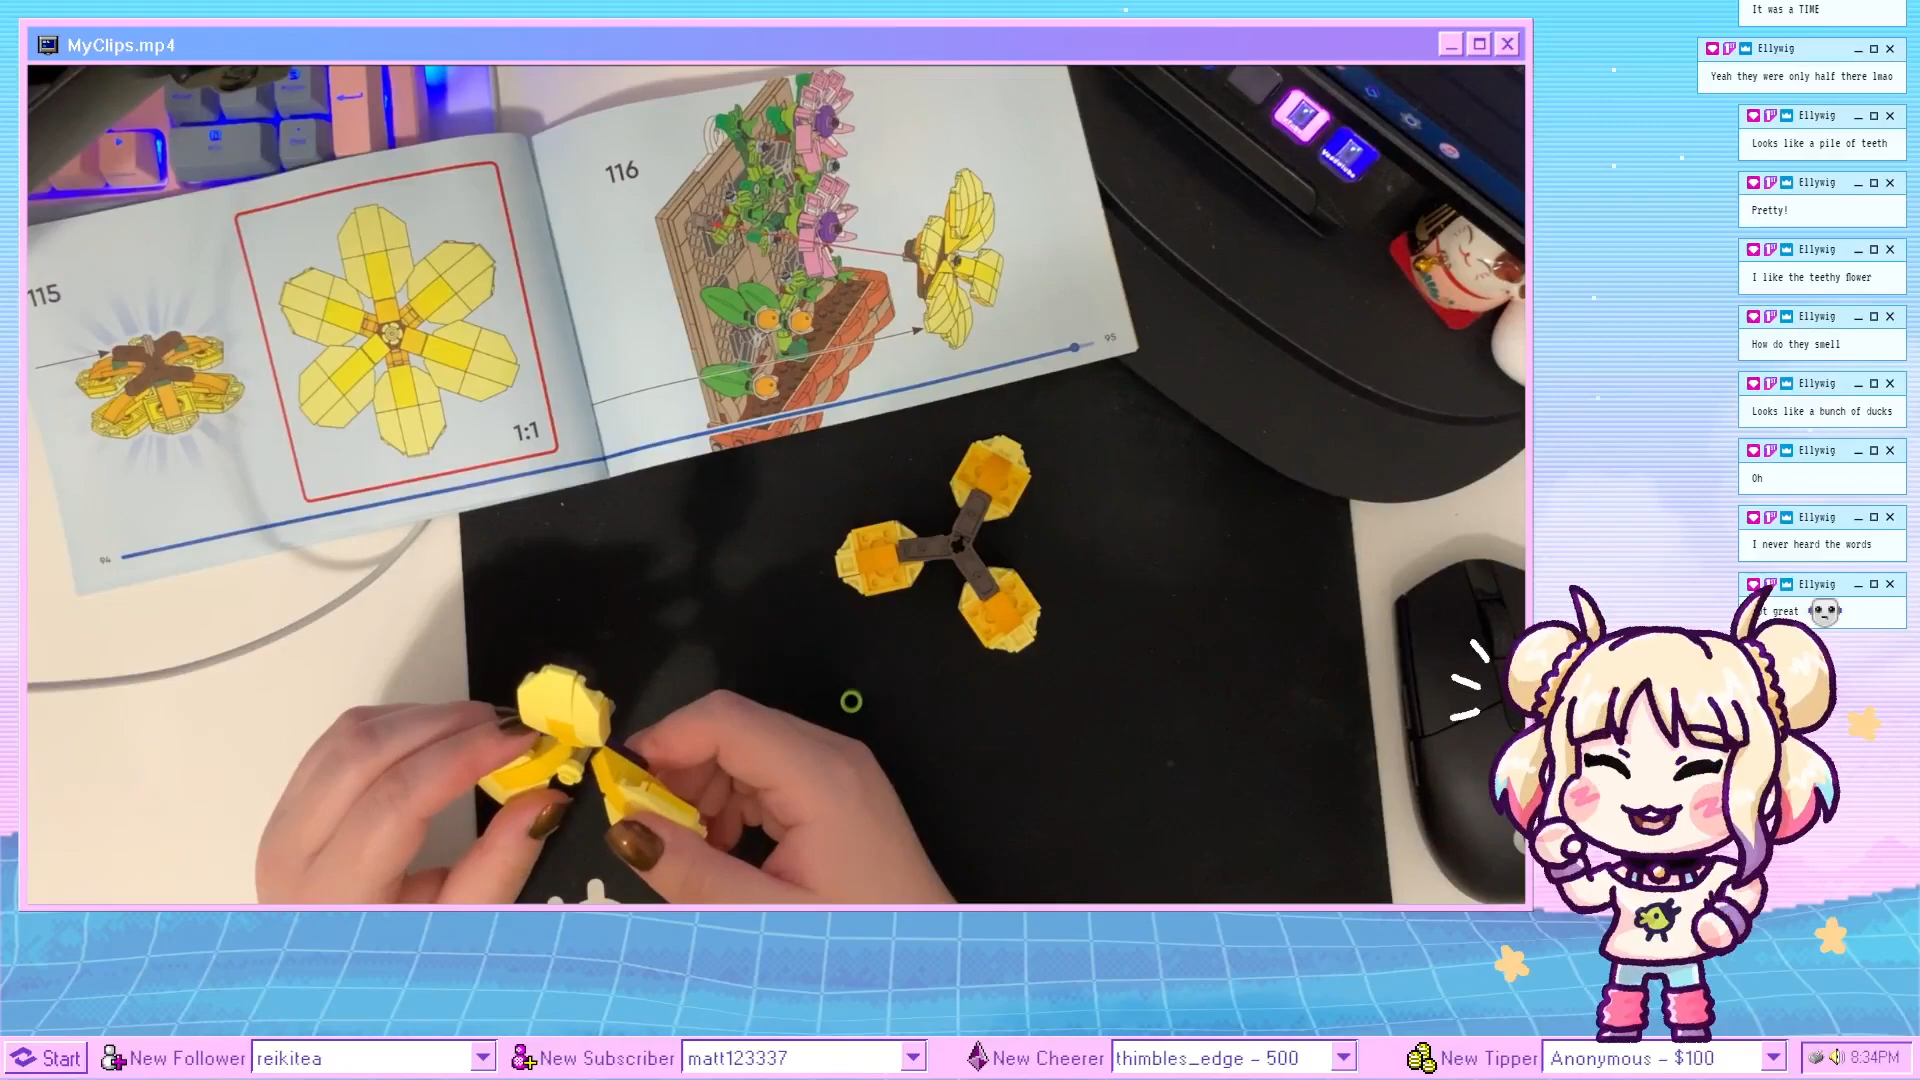 MyClips.mp4
115
1:1
94
116
95
It was a TIME
Ellywig
Yeah they were only half there lmao
Ellywig
Looks like a pile of teeth
Ellywig
Pretty!
Ellywig
I like the teethy flower
Ellywig
How do they smell
Ellywig
Looks like a bunch of ducks
Ellywig
Oh
Ellywig
I never heard the words
Ellywig
great
Start
New Follower
reikitea
New Subscriber
matt123337
New Cheerer
thimbles_edge - 500
New Tipper
Anonymous - $100
8:34PM